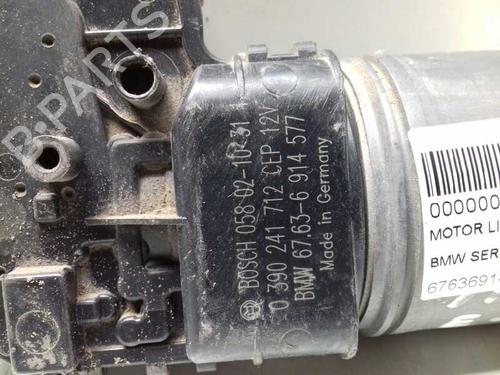 BOSCH 058 02-10-31
0 390 241 712 CEP 12V
BMW 67.63-6 914 577
Made in Germany
B-PARTS
000000
MOTOR LI
BMW SER
67636914